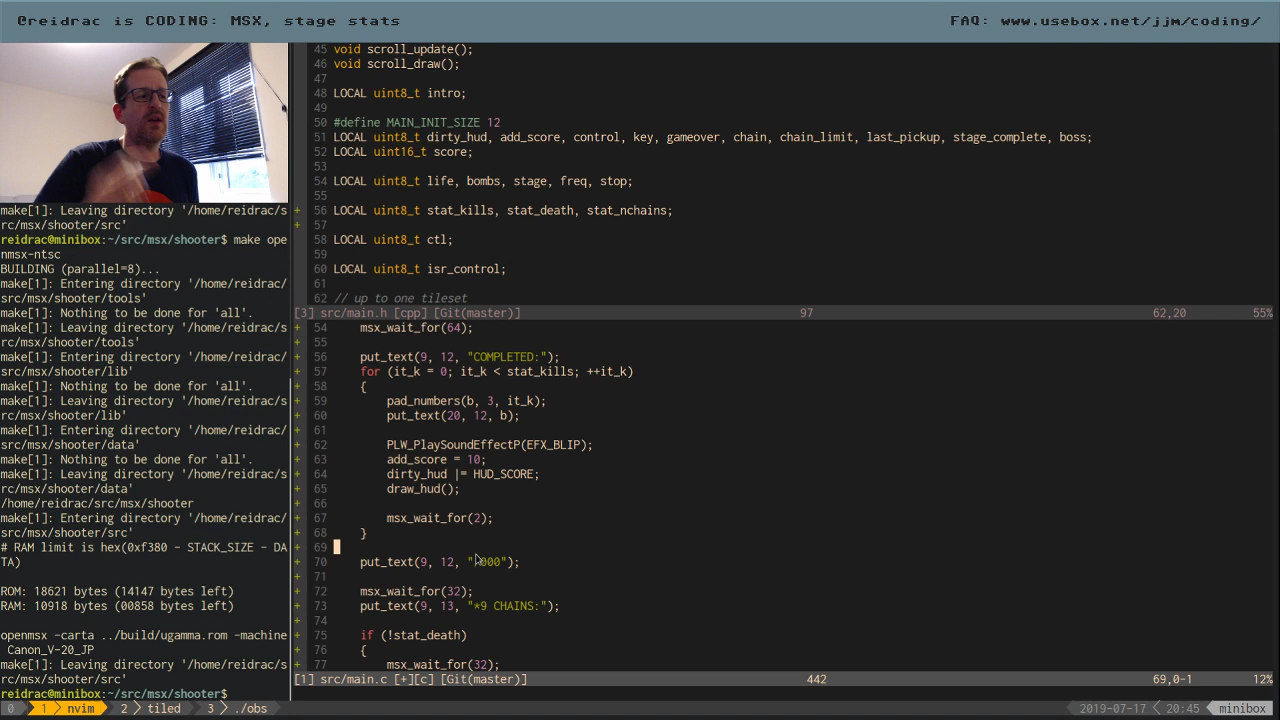 @reidrac is CODING: MSX, stage stats
FAQ: www.usebox.net/jjm/coding/
make[1]: Leaving directory '/home/reidrac/s
rc/msx/shooter/src'
reidrac@minibox:~/src/msx/shooter$ make ope
nmsx-ntsc
BUILDING (parallel=8)...
make[1]: Entering directory '/home/reidrac/
src/msx/shooter/tools'
make[1]: Nothing to be done for 'all'.
make[1]: Leaving directory '/home/reidrac/s
rc/msx/shooter/tools'
make[1]: Entering directory '/home/reidrac/
src/msx/shooter/lib'
make[1]: Nothing to be done for 'all'.
make[1]: Leaving directory '/home/reidrac/s
rc/msx/shooter/lib'
make[1]: Entering directory '/home/reidrac/
src/msx/shooter/data'
make[1]: Nothing to be done for 'all'.
make[1]: Leaving directory '/home/reidrac/s
rc/msx/shooter/data'
/home/reidrac/src/msx/shooter
make[1]: Entering directory '/home/reidrac/
src/msx/shooter/src'
# RAM limit is hex(0xf380 - STACK_SIZE - DA
TA)
ROM: 18621 bytes (14147 bytes left)
RAM: 10918 bytes (00858 bytes left)
openmsx -carta ../build/ugamma.rom -machine
Canon_V-20_JP
make[1]: Leaving directory '/home/reidrac/s
rc/msx/shooter/src'
reidrac@minibox:~/src/msx/shooter$
45 void scroll_update();
46 void scroll_draw();
47
48 LOCAL uint8_t intro;
49
50 #define MAIN_INIT_SIZE 12
51 LOCAL uint8_t dirty_hud, add_score, control, key, gameover, chain, chain_limit, last_pickup, stage_complete, boss;
52 LOCAL uint16_t score;
53
54 LOCAL uint8_t life, bombs, stage, freq, stop;
55
+ 56 LOCAL uint8_t stat_kills, stat_death, stat_nchains;
+ 57
58 LOCAL uint8_t ctl;
59
60 LOCAL uint8_t isr_control;
61
62 // up to one tileset
[3] src/main.h [cpp] [Git(master)] 97 62,20 55%
+ 54 msx_wait_for(64);
+ 55
+ 56 put_text(9, 12, "COMPLETED:");
+ 57 for (it_k = 0; it_k < stat_kills; ++it_k)
+ 58 {
+ 59 pad_numbers(b, 3, it_k);
+ 60 put_text(20, 12, b);
+ 61
+ 62 PLW_PlaySoundEffectP(EFX_BLIP);
+ 63 add_score = 10;
+ 64 dirty_hud |= HUD_SCORE;
+ 65 draw_hud();
+ 66
+ 67 msx_wait_for(2);
+ 68 }
+ 69
+ 70 put_text(9, 12,
+ 71
+ 72 msx_wait_for(32);
+ 73 put_text(9, 13, "*9 CHAINS:");
+ 74
+ 75 if (!stat_death)
+ 76 {
+ 77 msx_wait_for(32);
[1] src/main.c [+][c] [Git(master)] 442 69,0-1 12%
0 1 nvim 2 tiled 3 ./obs 2019-07-17 20:45 minibox